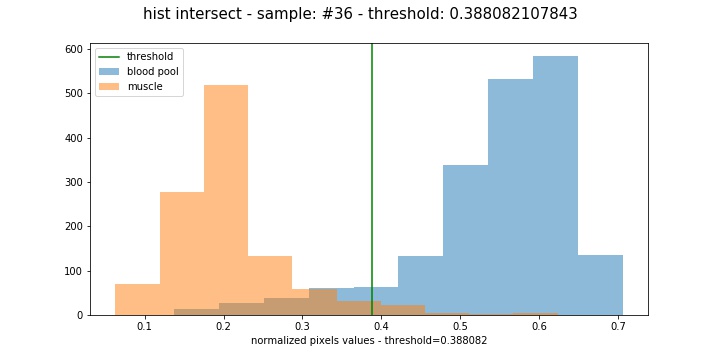 hist intersect - sample: #36 - threshold: 0.388082107843
threshold
blood pool
muscle
600
500
400
300
200
100
0
0.1 0.2 0.3 0.4 0.5 0.6 0.7
normalized pixels values - threshold=0.388082